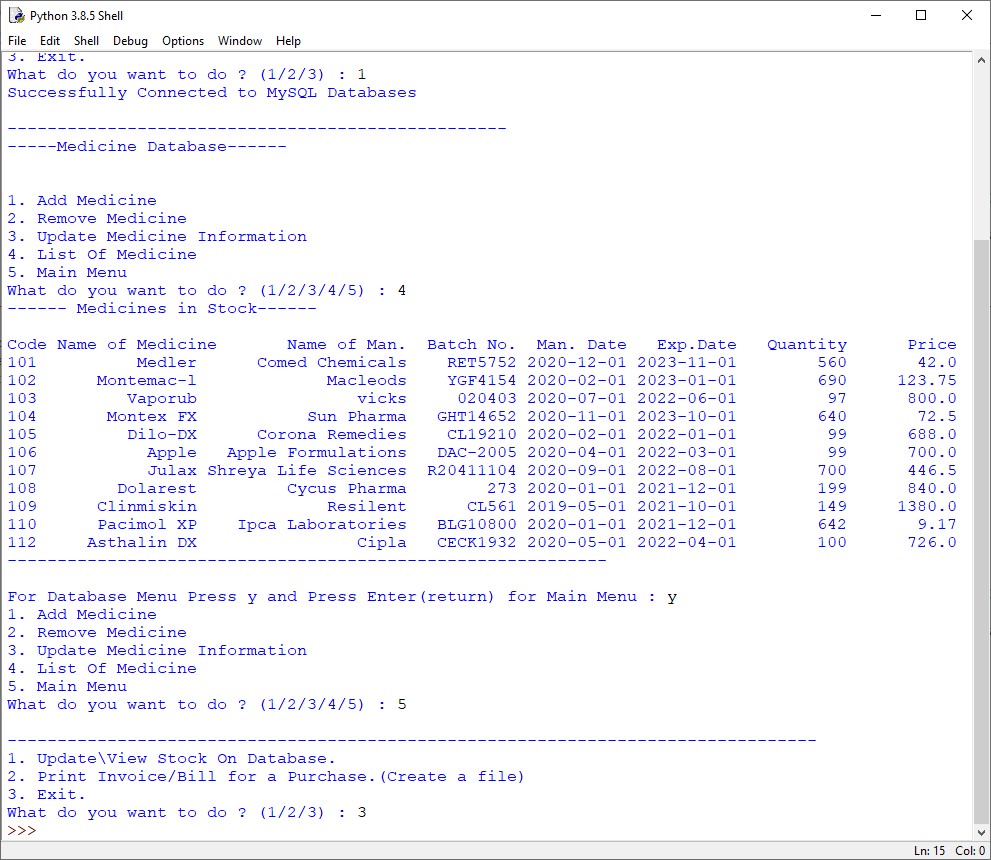 Python 3.8.5 Shell
File Edit Shell Debug Options Window Help
3. Exit.
What do you want to do ? (1/2/3) : 1
Successfully Connected to MySQL Databases
--------------------------------------------------
-----Medicine Database------
1. Add Medicine
2. Remove Medicine
3. Update Medicine Information
4. List Of Medicine
5. Main Menu
What do you want to do ? (1/2/3/4/5) : 4
------ Medicines in Stock------
Code Name of Medicine Name of Man. Batch No. Man. Date Exp.Date Quantity Price
101 Medler Comed Chemicals RET5752 2020-12-01 2023-11-01 560 42.0
102 Montemac-l Macleods YGF4154 2020-02-01 2023-01-01 690 123.75
103 Vaporub vicks 020403 2020-07-01 2022-06-01 97 800.0
104 Montex FX Sun Pharma GHT14652 2020-11-01 2023-10-01 640 72.5
105 Dilo-DX Corona Remedies CL19210 2020-02-01 2022-01-01 99 688.0
106 Apple Apple Formulations DAC-2005 2020-04-01 2022-03-01 99 700.0
107 Julax Shreya Life Sciences R20411104 2020-09-01 2022-08-01 700 446.5
108 Dolarest Cycus Pharma 273 2020-01-01 2021-12-01 199 840.0
109 Clinmiskin Resilent CL561 2019-05-01 2021-10-01 149 1380.0
110 Pacimol XP Ipca Laboratories BLG10800 2020-01-01 2021-12-01 642 9.17
112 Asthalin DX Cipla CECK1932 2020-05-01 2022-04-01 100 726.0
------------------------------------------------------------
For Database Menu Press y and Press Enter(return) for Main Menu : y
1. Add Medicine
2. Remove Medicine
3. Update Medicine Information
4. List Of Medicine
5. Main Menu
What do you want to do ? (1/2/3/4/5) : 5
---------------------------------------------------------------------------------
1. Update\View Stock On Database.
2. Print Invoice/Bill for a Purchase.(Create a file)
3. Exit.
What do you want to do ? (1/2/3) : 3
>>>
Ln: 15 Col: 0